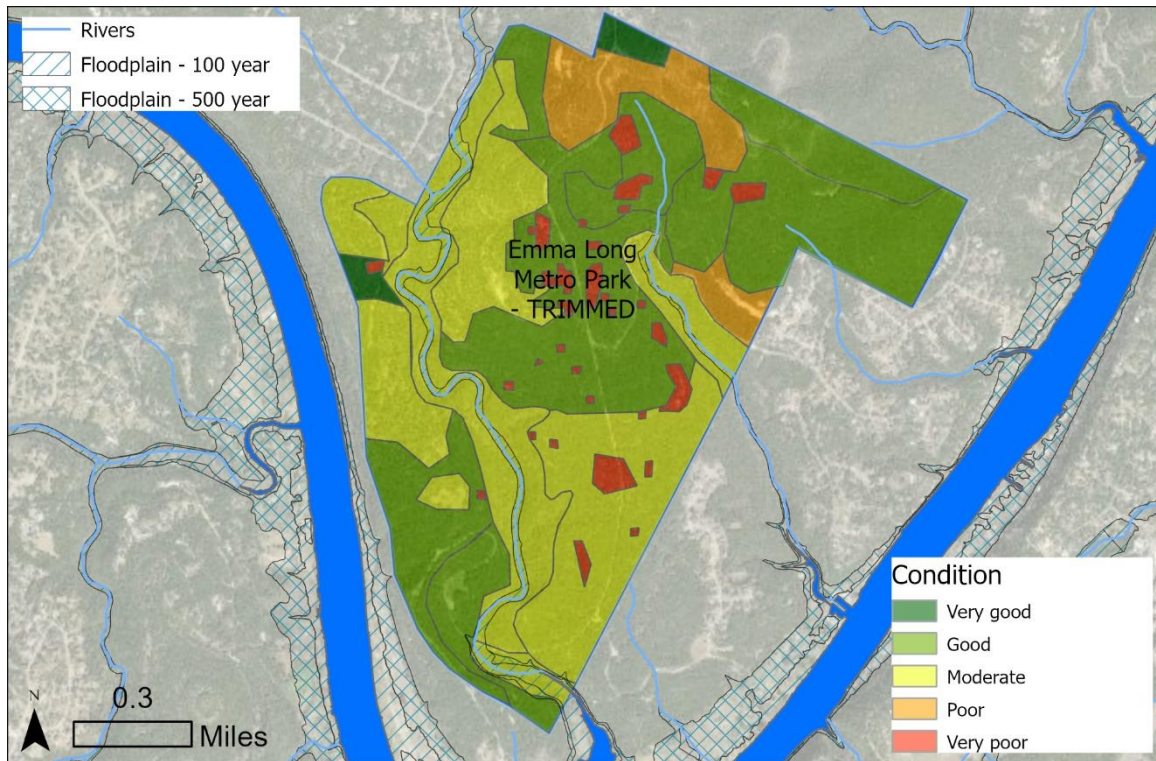 Rivers
Floodplain - 100 year
Floodplain - 500 year
Emma Long
Metro Park
- TRIMMED
Condition
Very good
Good
Moderate
Poor
Very poor
N
0.3
Miles